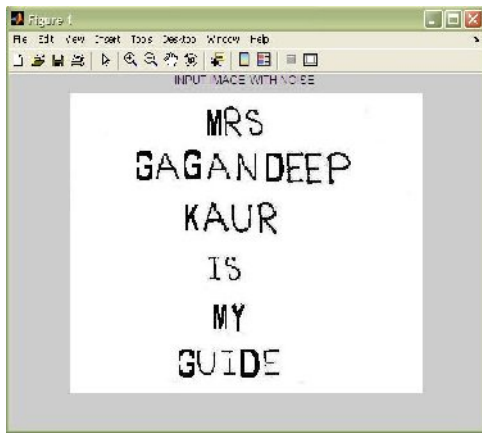 Figure 1
File Edit View Insert Tools Desktop Window Help
INPUT IMAGE WITH NOISE
MRS
GAGANDEEP
KAUR
IS
MY
GUIDE